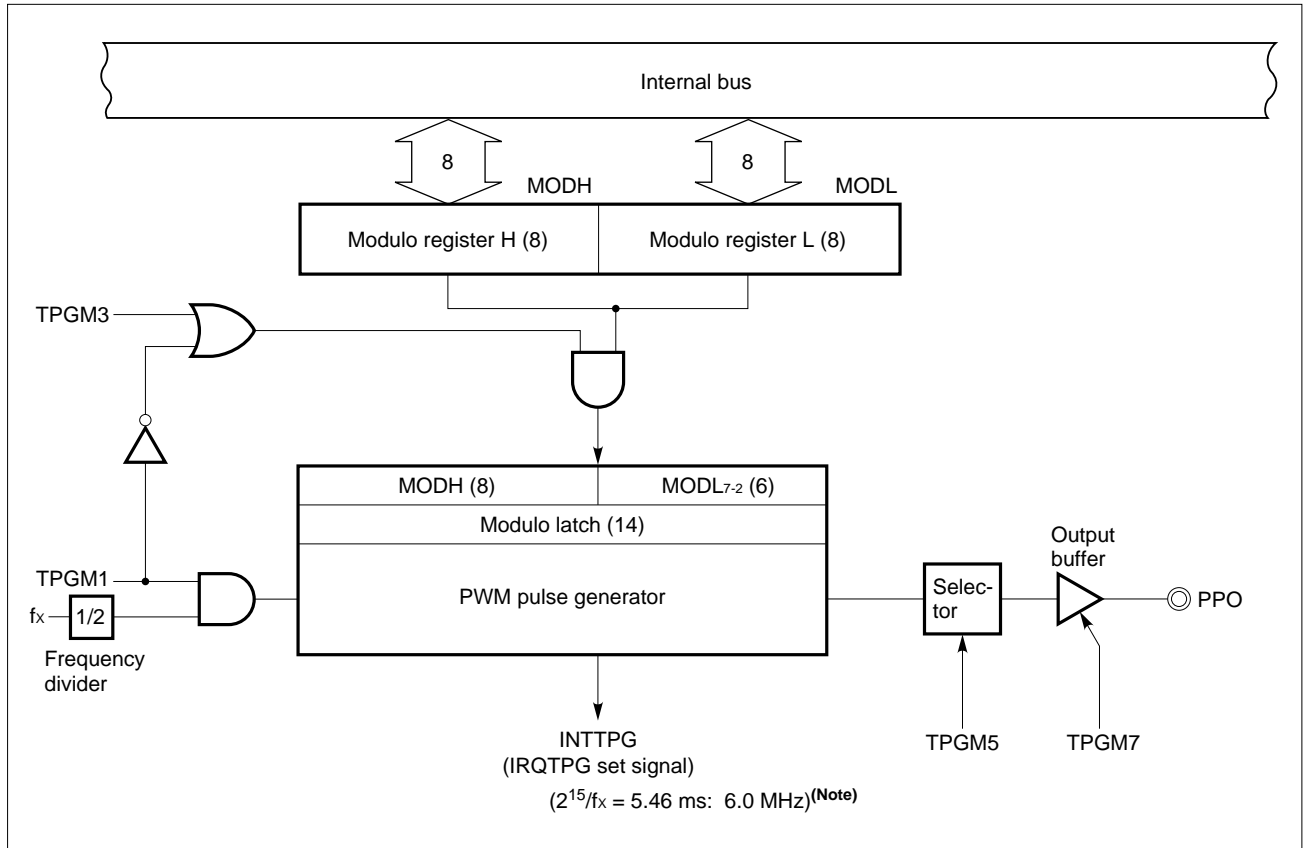 Internal bus
8
8
MODH
MODL
Modulo register H (8)
Modulo register L (8)
TPGM3
MODH (8)
MODL7-2 (6)
Modulo latch (14)
TPGM1
fX
1/2
Frequency
divider
PWM pulse generator
Selec-
tor
Output
buffer
PPO
TPGM5
TPGM7
INTTPG
(IRQTPG set signal)
(2^15/fX = 5.46 ms: 6.0 MHz)(Note)